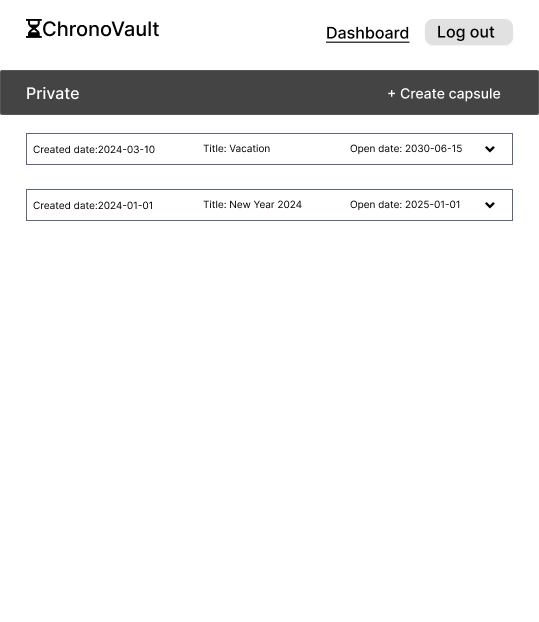 ChronoVault Dashboard Log out
Private + Create capsule
Created date:2024-03-10 Title: Vacation Open date: 2030-06-15
Created date:2024-01-01 Title: New Year 2024 Open date: 2025-01-01